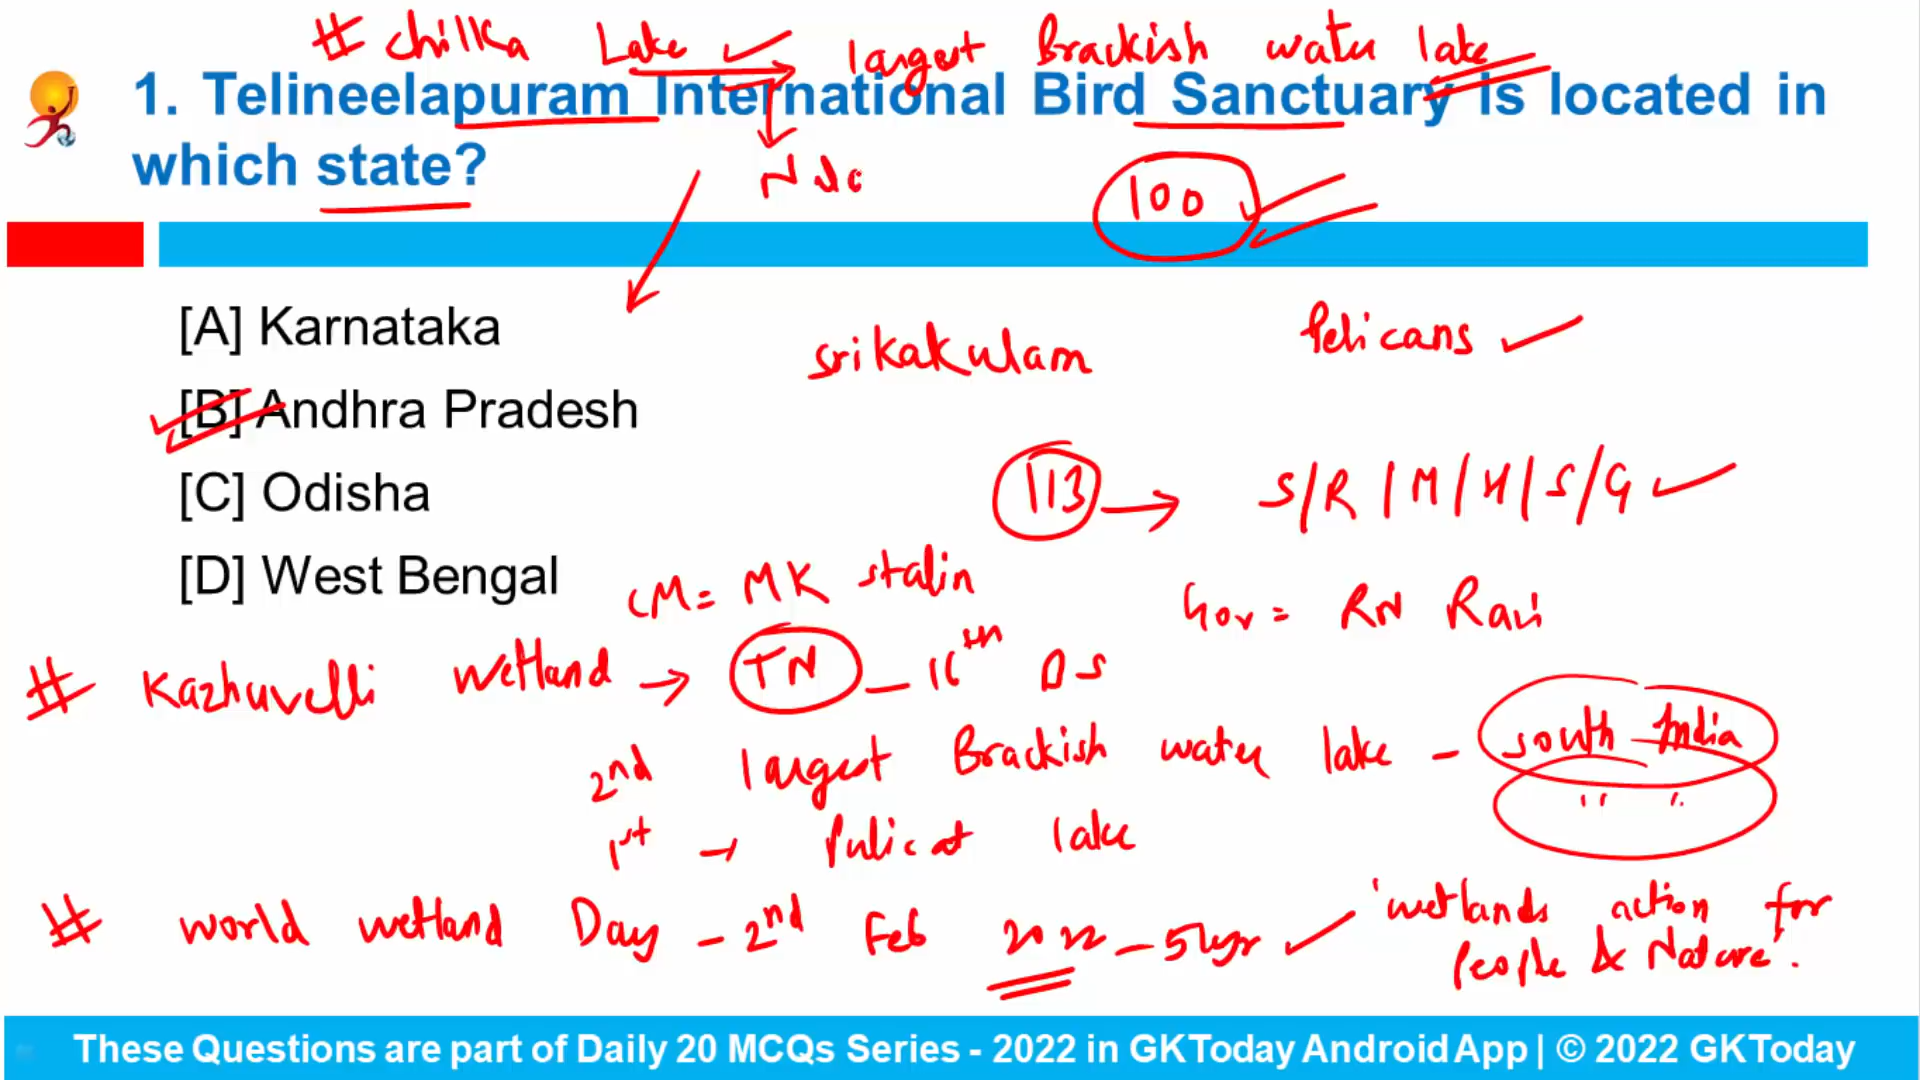 # Chilka Lake largest Brackish water lake
1. Telineelapuram International Bird Sanctuary is located in
which state?
100
[A] Karnataka
srikakulam
Pelicans
[B] Andhra Pradesh
113 → S/R/M/H/S/G
[C] Odisha
[D] West Bengal
CM = MK Stalin
Gov = RN Ravi
# Kazhuvelli wetland → TN - 16th DS
2nd largest Brackish water lake - South India
1st → Pulicat lake " "
# World wetland Day - 2nd Feb 2022 - 51yr 'wetlands action for
People & Nature'.
These Questions are part of Daily 20 MCQs Series - 2022 in GKToday Android App | © 2022 GKToday